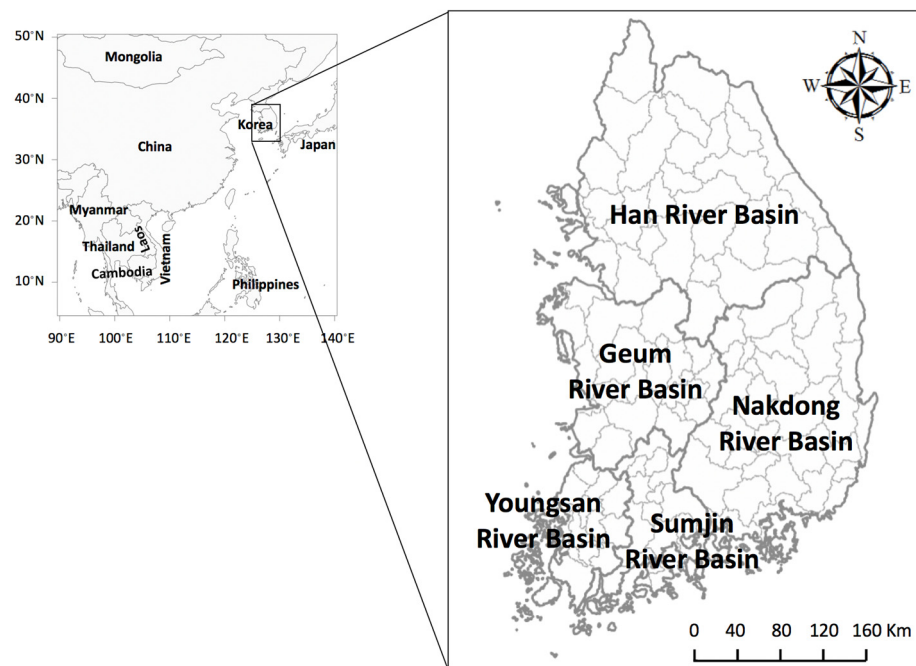 50°N
40°N
30°N
20°N
10°N
90°E
100°E
110°E
120°E
130°E
140°E
Mongolia
China
Korea
Japan
Myanmar
Laos
Thailand
Vietnam
Cambodia
Philippines
N
W
E
S
Han River Basin
Geum
River Basin
Nakdong
River Basin
Youngsan
River Basin
Sumjin
River Basin
0 40 80 120 160 Km